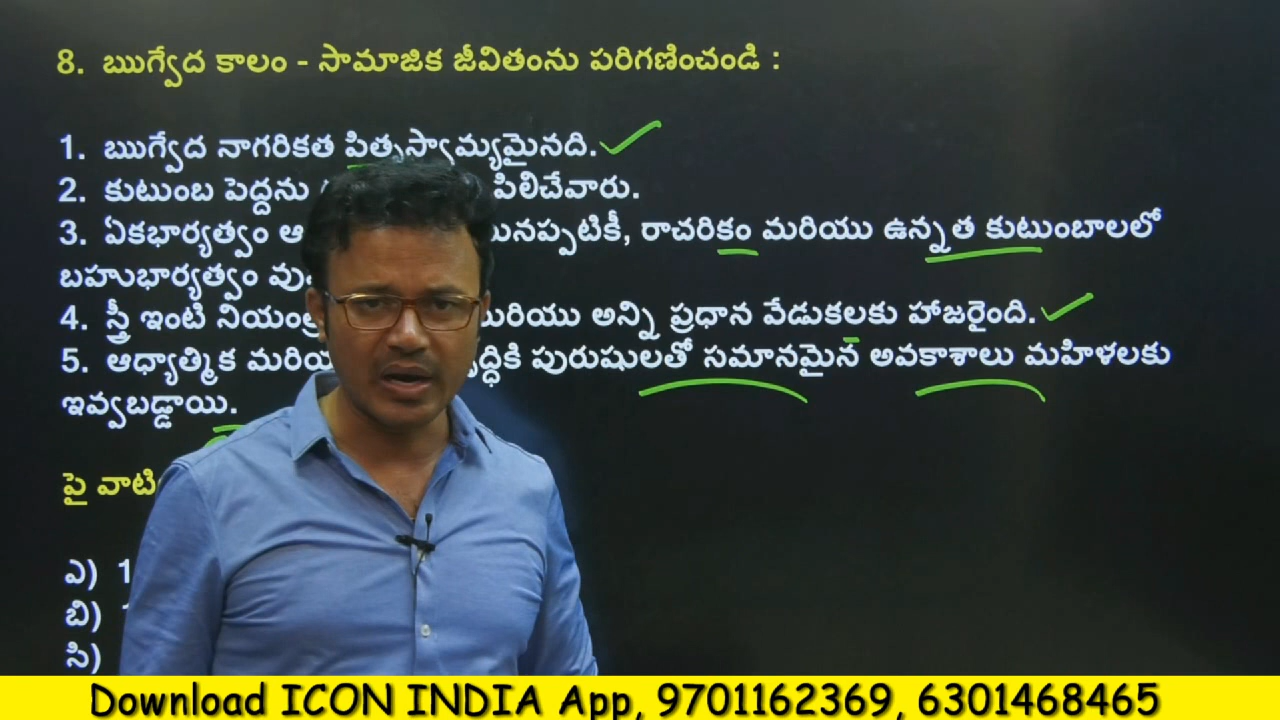 8. ఋగ్వేద కాలం - సామాజిక జీవితంను పరిగణించండి :
1. ఋగ్వేద నాగరికత పితృస్వామ్యమైనది.
2. కుటుంబ పెద్దను పిలిచేవారు.
3. ఏకభార్యత్వం రాచరికం మరియు ఉన్నత కుటుంబాలలో
బహుభార్యత్వం
4. స్త్రీ ఇంటి మరియు అన్ని ప్రధాన వేడుకలకు హాజరైంది.
5. ఆధ్యాత్మిక పురుషులతో సమానమైన అవకాశాలు మహిళలకు
ఇవ్వబడ్డాయి.
పై
ఎ) 1
బి)
సి)
Download ICON INDIA App, 9701162369, 6301468465